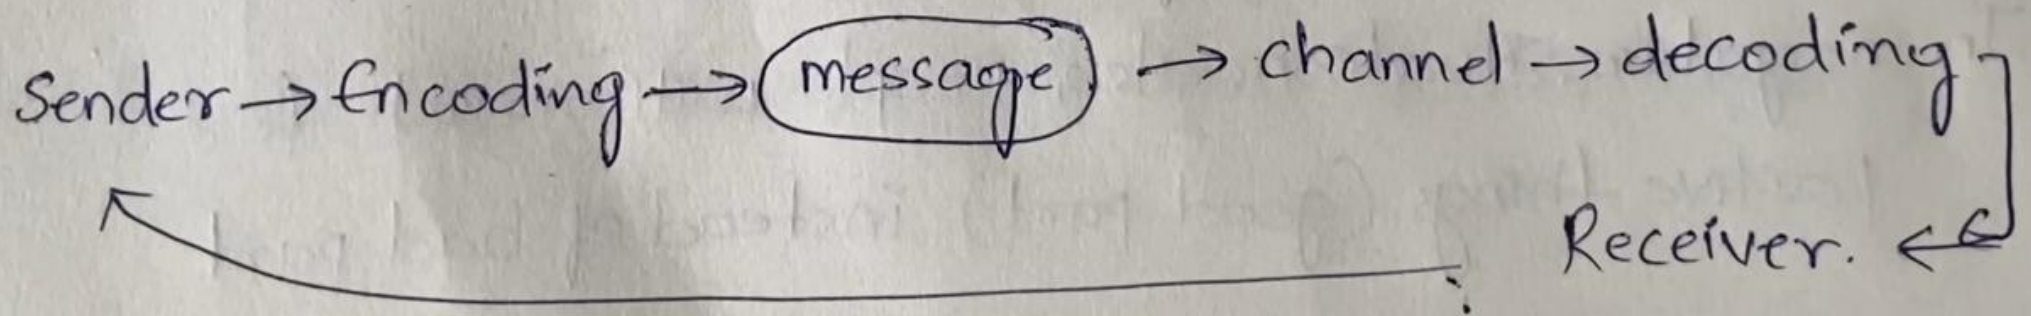 Sender → Encoding → message → channel → decoding
Receiver. ←